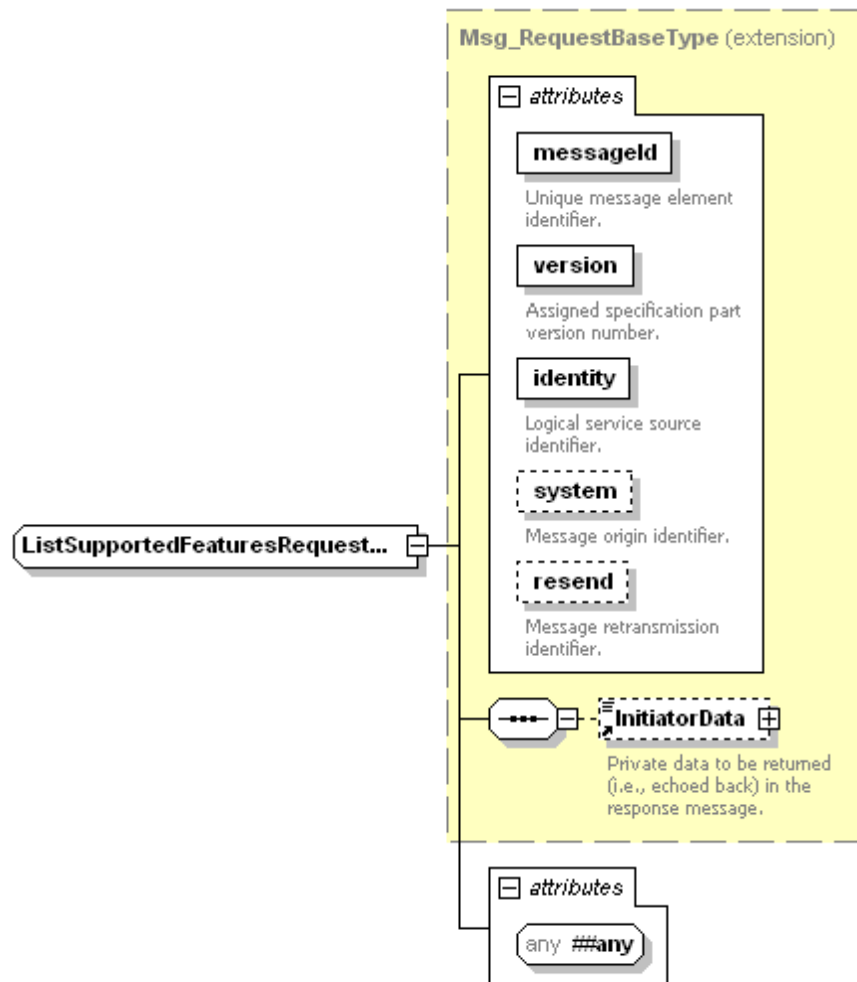 Msg_RequestBaseType (extension)
attributes
messageId
Unique message element
identifier.
version
Assigned specification part
version number.
identity
Logical service source
identifier.
system
Message origin identifier.
ListSupportedFeaturesRequest...
resend
Message retransmission
identifier.
InitiatorData
Private data to be returned
(i.e., echoed back) in the
response message.
attributes
any ##any